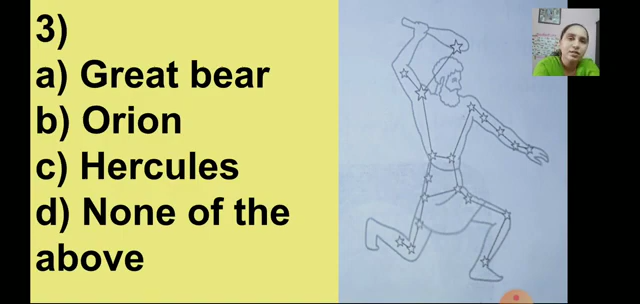 3)
a) Great bear
b) Orion
c) Hercules
d) None of the
above